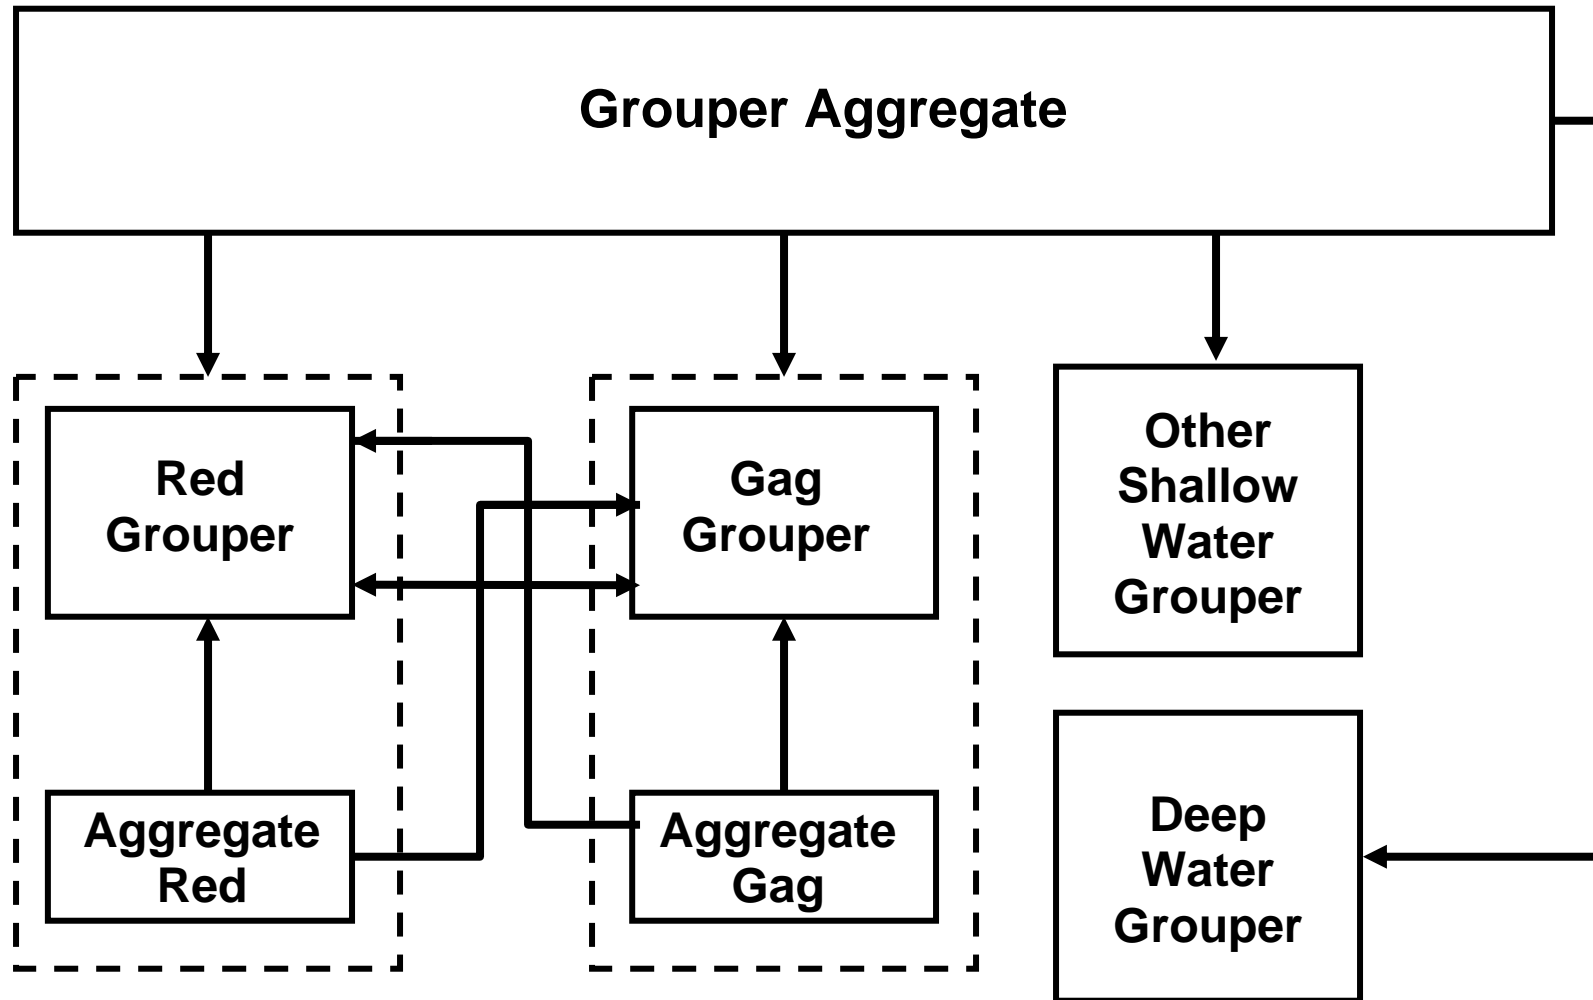 Grouper Aggregate
Red
Grouper
Gag
Grouper
Other
Shallow
Water
Grouper
Aggregate
Red
Aggregate
Gag
Deep
Water
Grouper